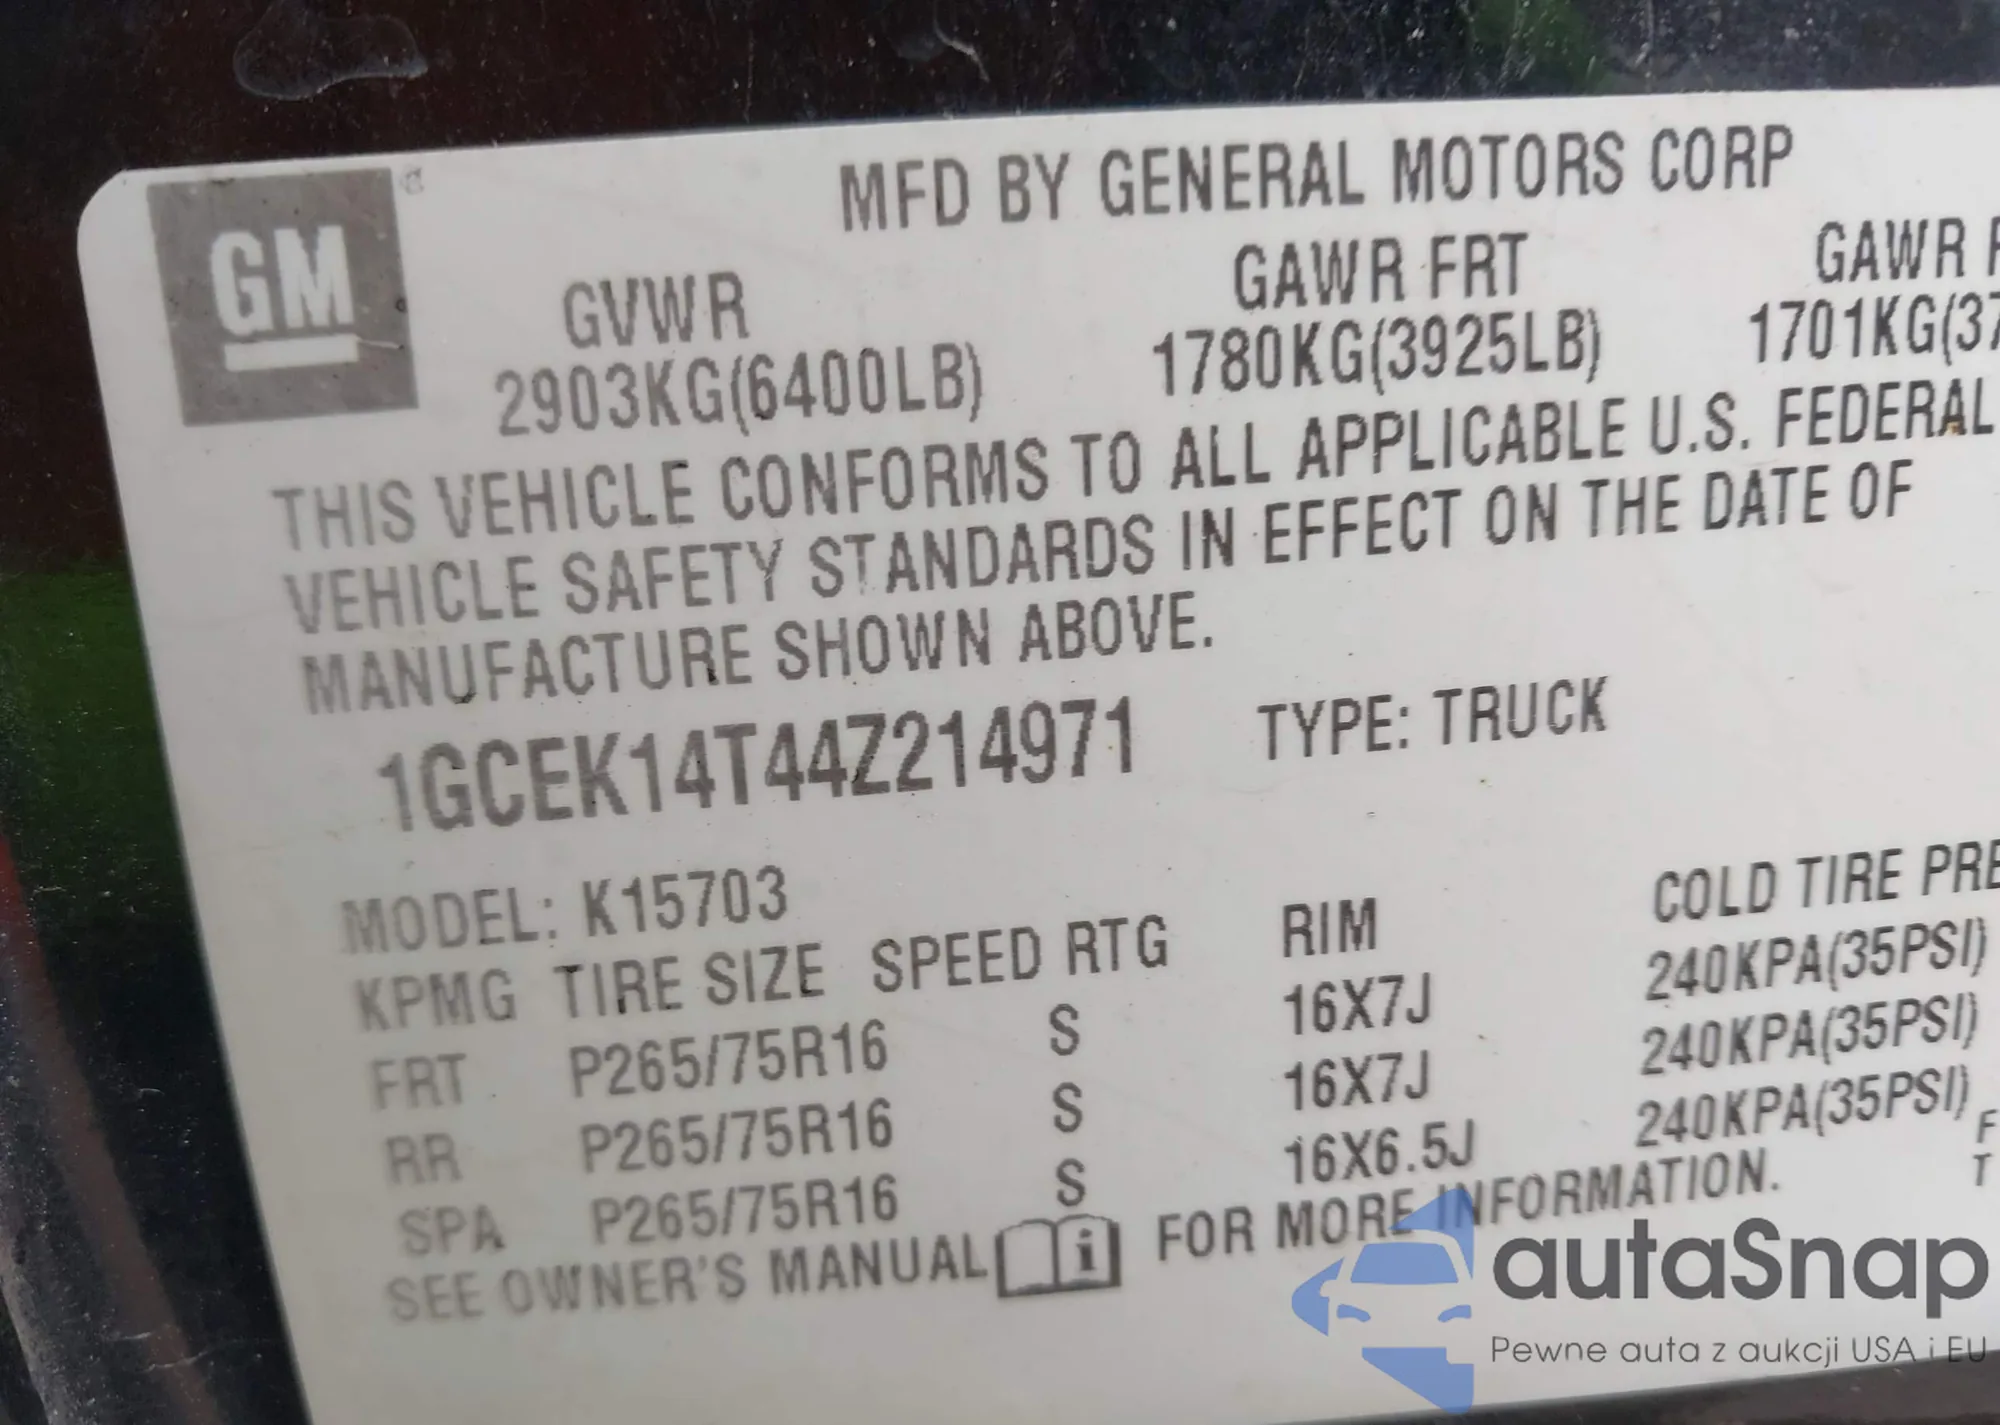 MFD BY GENERAL MOTORS CORP
GM
GVWR GAWR FRT GAWR
2903KG(6400LB) 1780KG(3925LB) 1701KG(37
THIS VEHICLE CONFORMS TO ALL APPLICABLE U.S. FEDERAL
VEHICLE SAFETY STANDARDS IN EFFECT ON THE DATE OF
MANUFACTURE SHOWN ABOVE.
1GCEK14T44Z214971 TYPE: TRUCK
MODEL: K15703
KPMG TIRE SIZE SPEED RTG RIM COLD TIRE PRE
FRT P265/75R16 S 16X7J 240KPA(35PSI)
RR P265/75R16 S 16X7J 240KPA(35PSI)
SPA P265/75R16 S 16X6.5J 240KPA(35PSI)
SEE OWNER'S MANUAL i FOR MORE INFORMATION.
F
T
autaSnap
Pewne auta z aukcji USA i EU